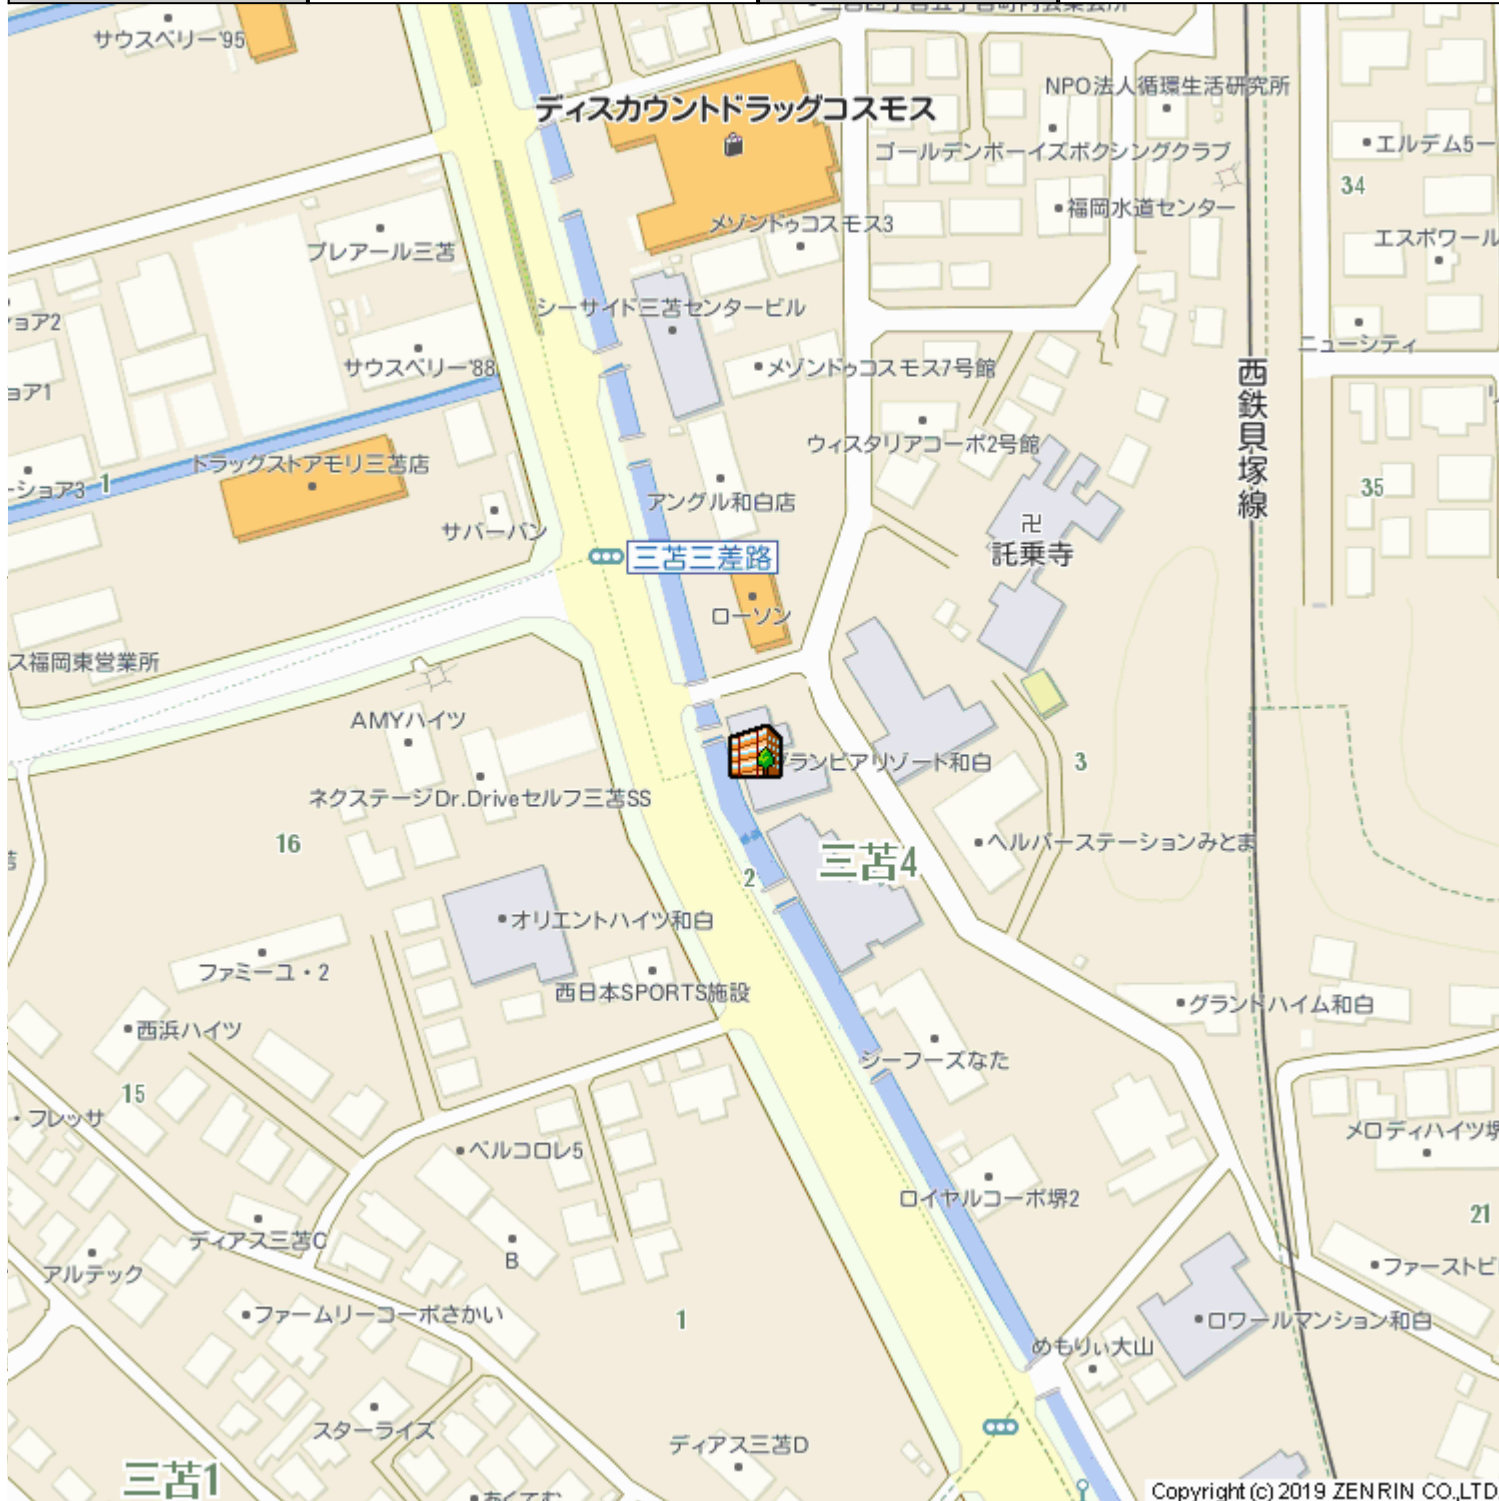 サウスベリー'95
NPO法人循環生活研究所
ディスカウントドラッグコスモス
エルデム5ー
ゴールデンボーイズボクシングクラブ
34
福岡水道センター
メゾンドゥコスモス3
エスポワール
ブレアール三苫
シーサイド三苫センタービル
ョア2
ニューシティ
サウスベリー'88
メゾンドゥコスモス7号館
西鉄貝塚線
ョア1
ウィスタリアコーポ2号館
ドラッグストアモリ三苫店
ーショア3
1
35
アングル和白店
サバーバン
卍
託乗寺
三苫三差路
ローソン
ス福岡東営業所
AMYハイツ
グランビアリゾート和白
3
ネクステージDr.Driveセルフ三苫SS
16
ヘルパーステーションみとま
三苫4
2
オリエントハイツ和白
ファミーユ・2
西日本SPORTS施設
グランドハイム和白
西浜ハイツ
シーフーズなた
15
・フレッサ
メロディハイツ堺
ベルコロレ5
ロイヤルコーポ堺2
21
ディアス三苫C
B
アルテック
ファーストビ
ファームリーコーポさかい
1
ロワールマンション和白
めもりぃ大山
スターライズ
ディアス三苫D
三苫1
Copyright (c) 2019 ZENRIN CO.,LTD